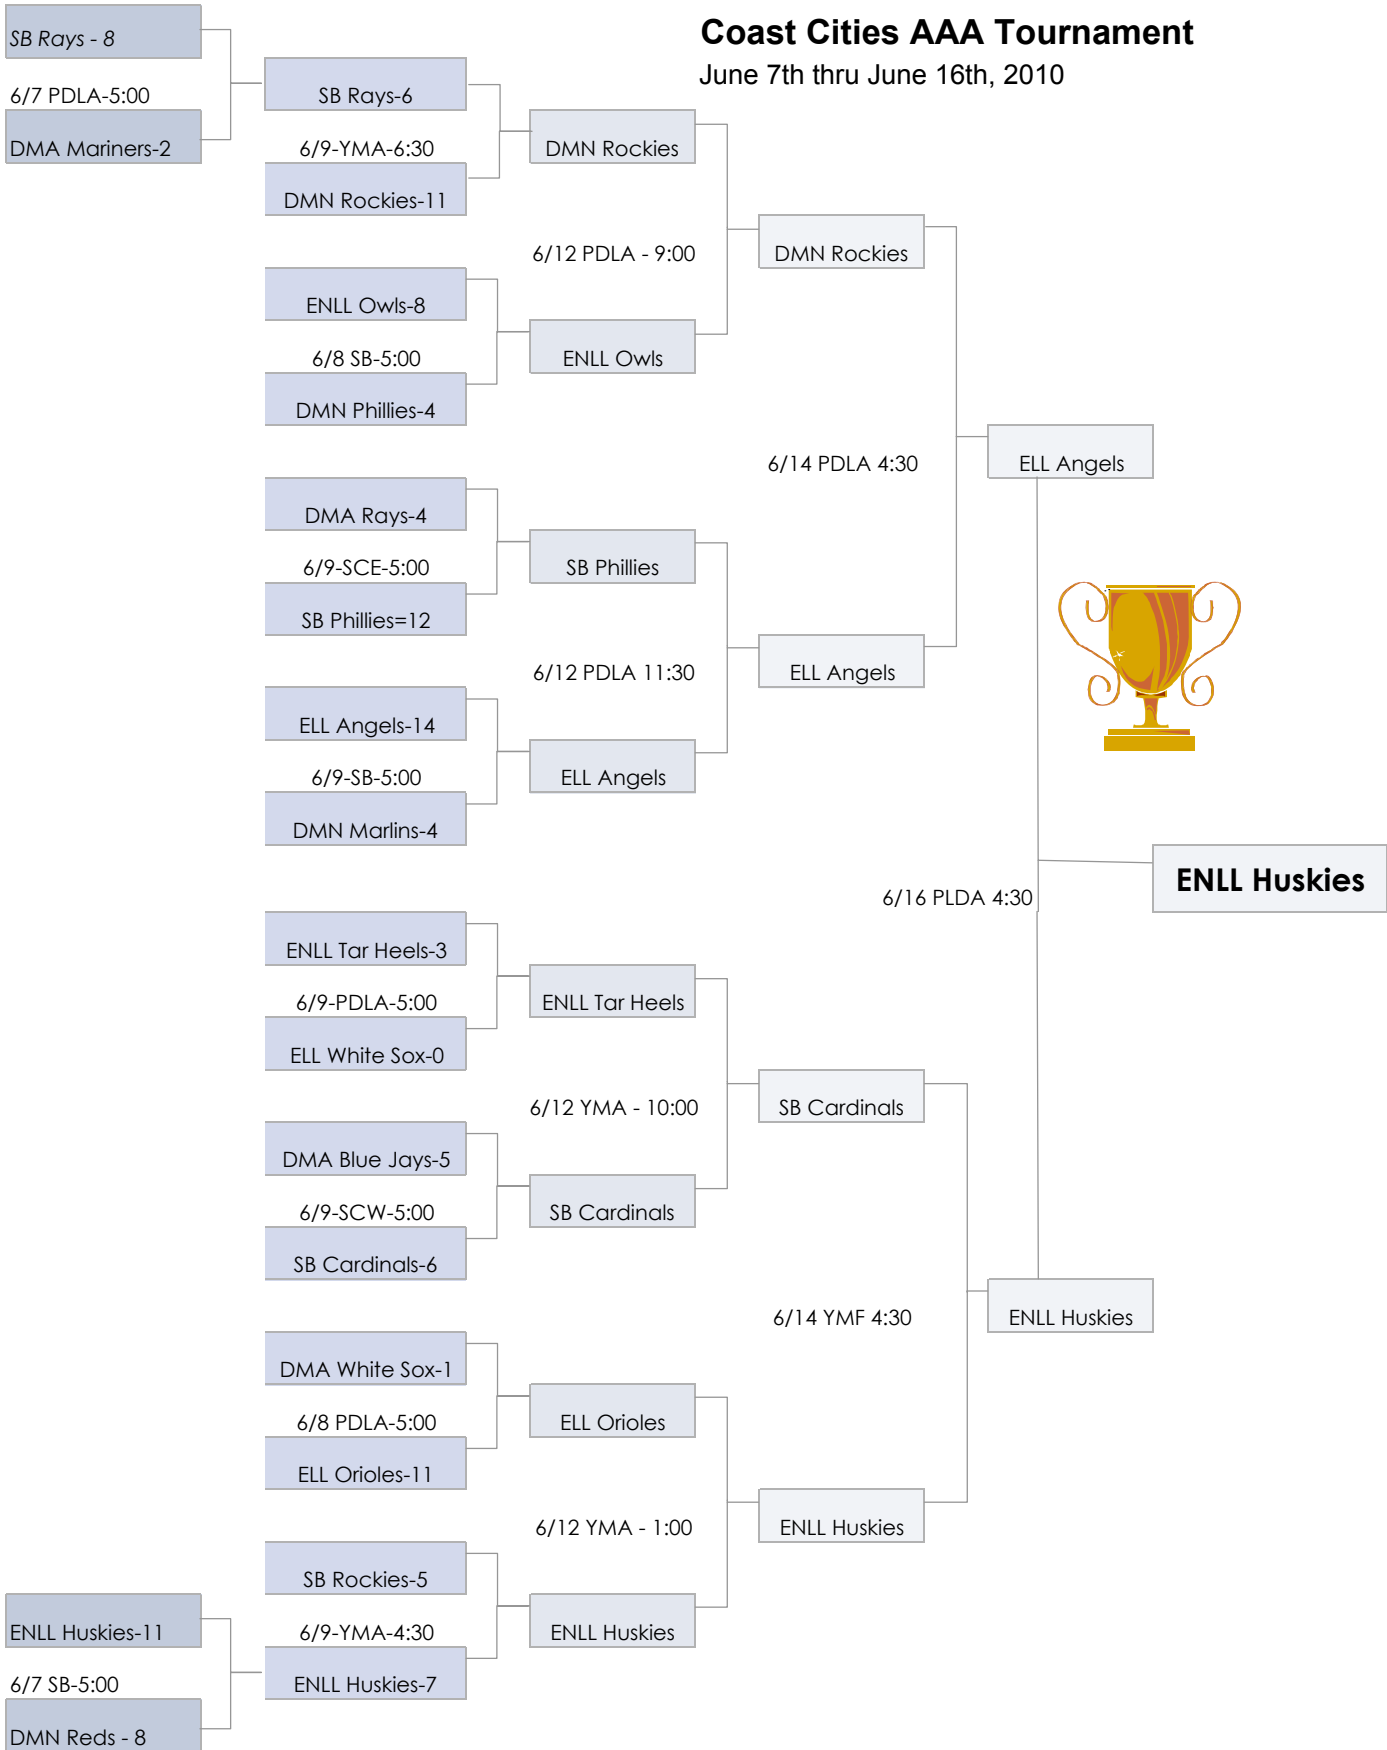 Coast Cities AAA Tournament
June 7th thru June 16th, 2010
SB Rays - 8
6/7 PDLA-5:00
DMA Mariners-2
SB Rays-6
6/9-YMA-6:30
DMN Rockies-11
DMN Rockies
6/12 PDLA - 9:00
DMN Rockies
ENLL Owls-8
6/8 SB-5:00
DMN Phillies-4
ENLL Owls
6/14 PDLA 4:30
ELL Angels
DMA Rays-4
6/9-SCE-5:00
SB Phillies=12
SB Phillies
6/12 PDLA 11:30
ELL Angels
ELL Angels-14
6/9-SB-5:00
DMN Marlins-4
ELL Angels
6/16 PLDA 4:30
ENLL Huskies
ENLL Tar Heels-3
6/9-PDLA-5:00
ELL White Sox-0
ENLL Tar Heels
6/12 YMA - 10:00
SB Cardinals
DMA Blue Jays-5
6/9-SCW-5:00
SB Cardinals-6
SB Cardinals
6/14 YMF 4:30
ENLL Huskies
DMA White Sox-1
6/8 PDLA-5:00
ELL Orioles-11
ELL Orioles
6/12 YMA - 1:00
ENLL Huskies
SB Rockies-5
6/9-YMA-4:30
ENLL Huskies-7
ENLL Huskies
ENLL Huskies-11
6/7 SB-5:00
DMN Reds - 8